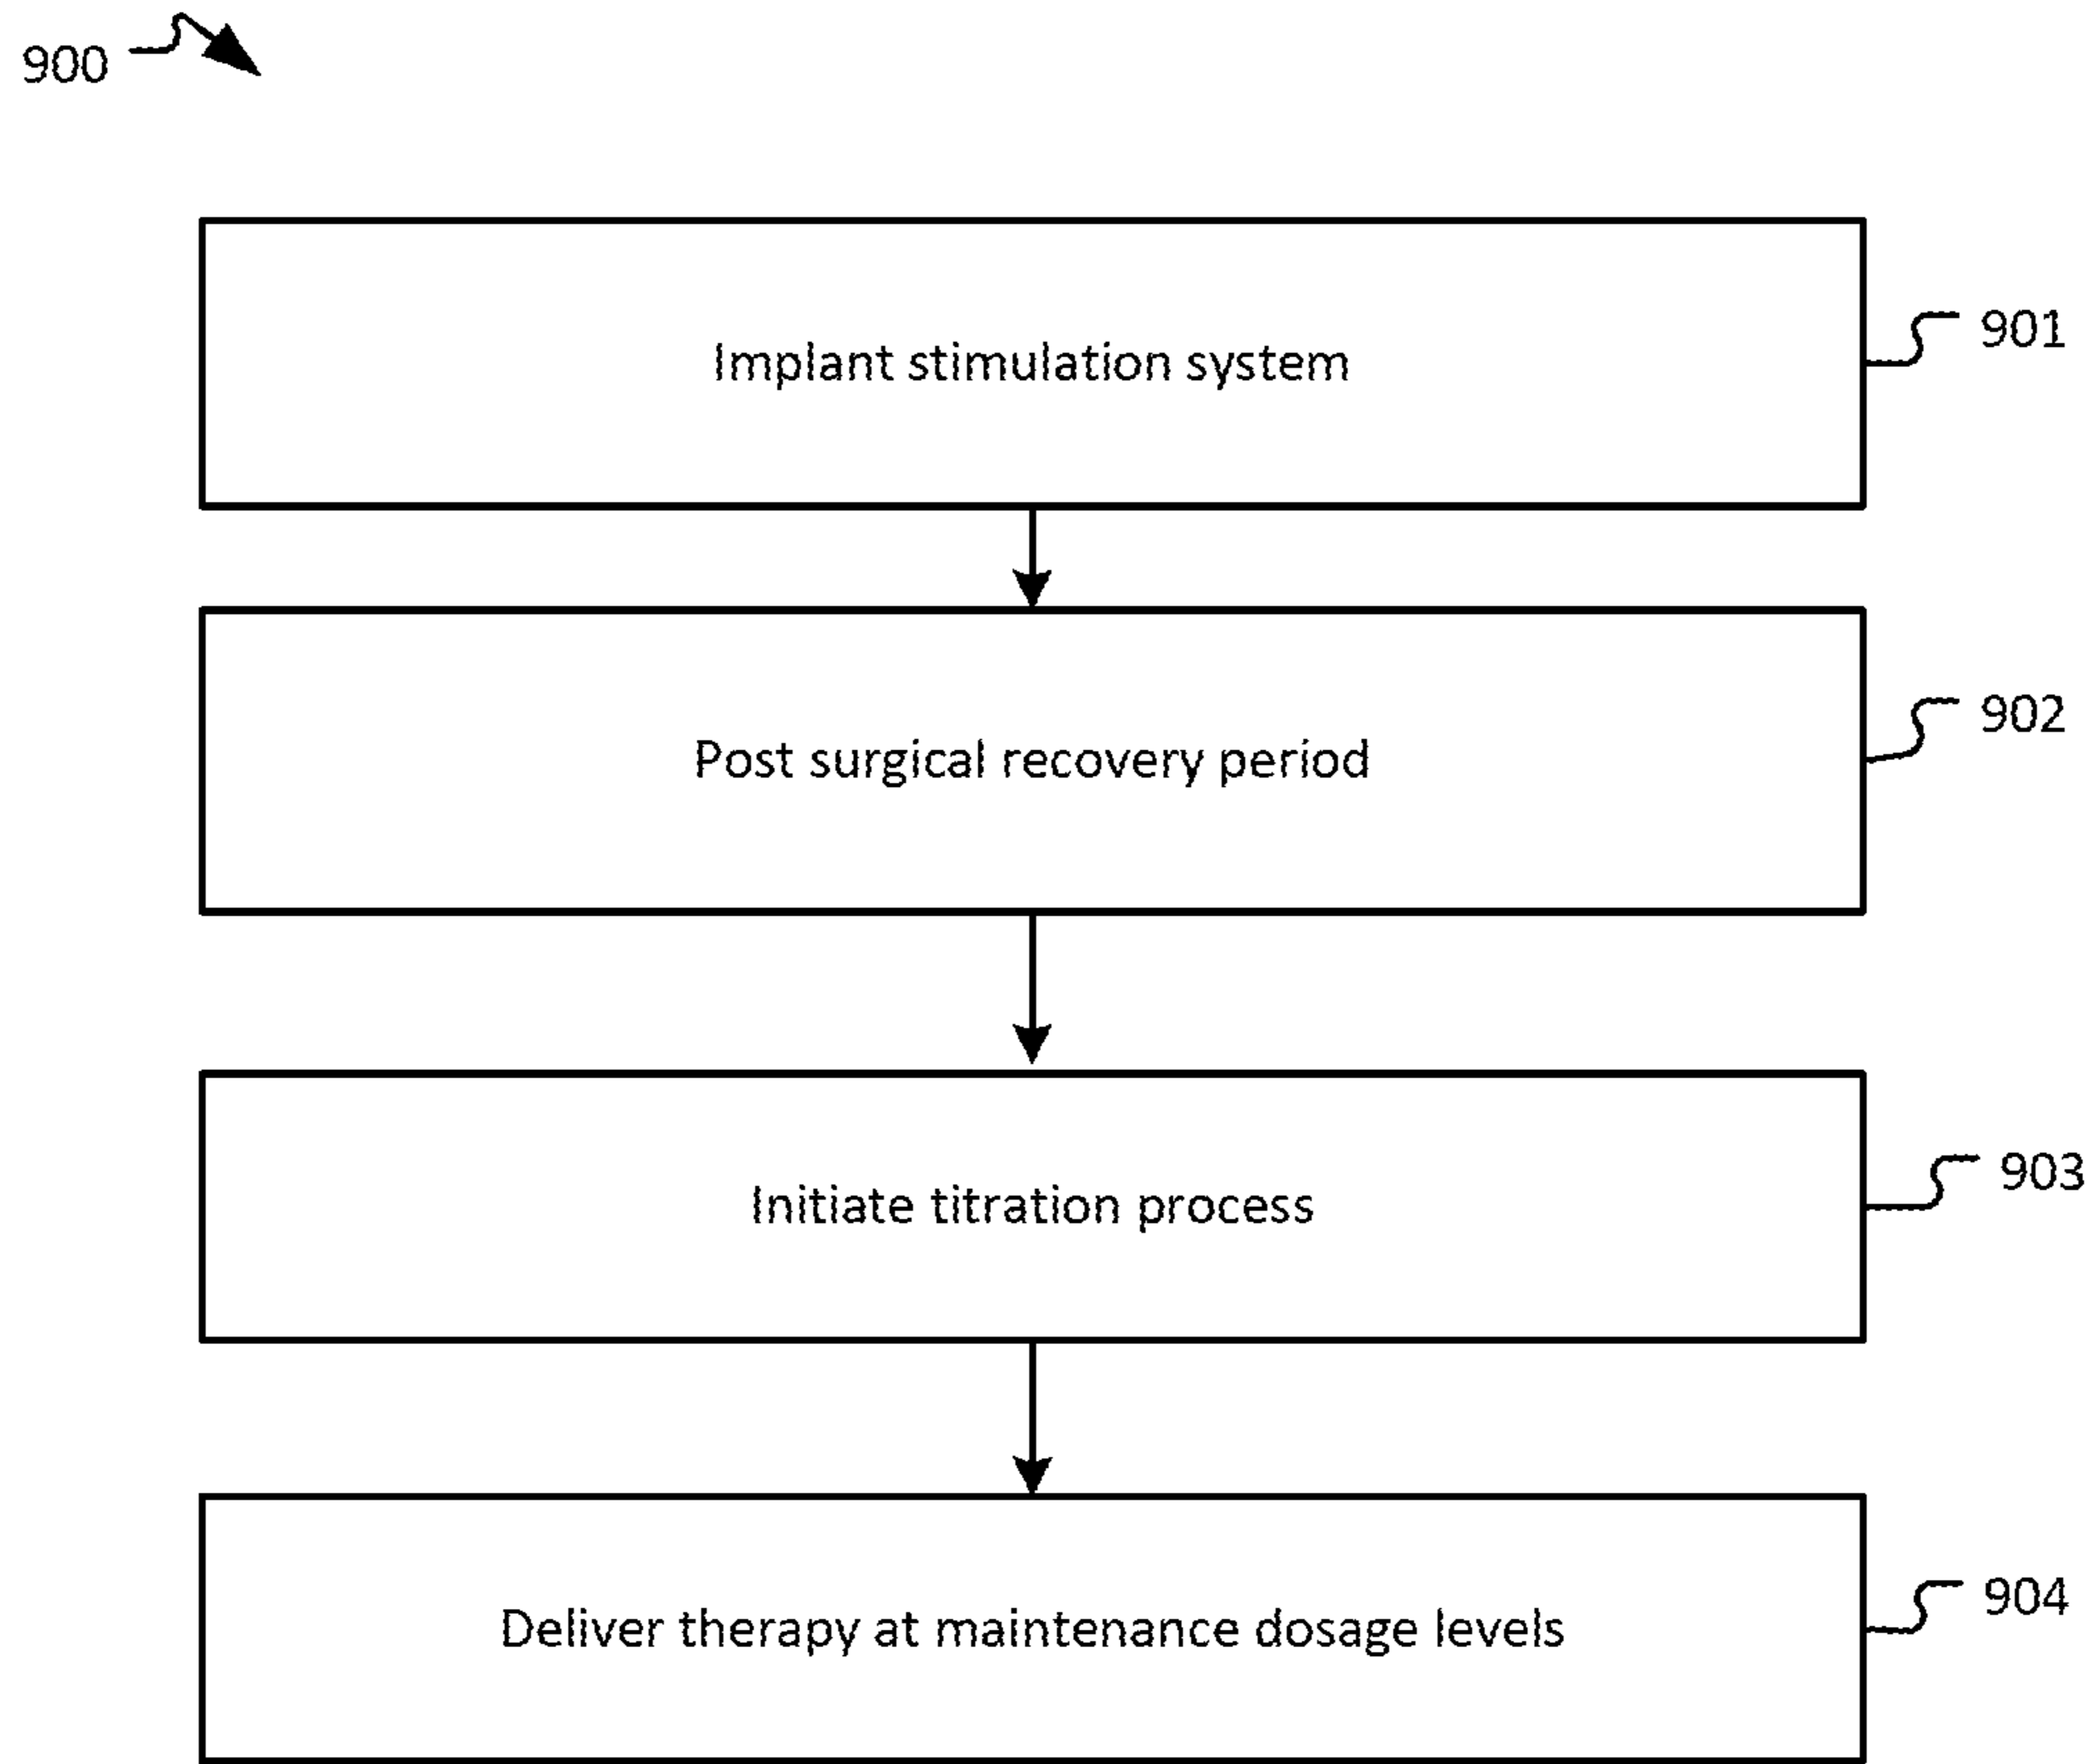 900
Implant stimulation system
901
Post surgical recovery period
902
Initiate titration process
903
Deliver therapy at maintenance dosage levels
904